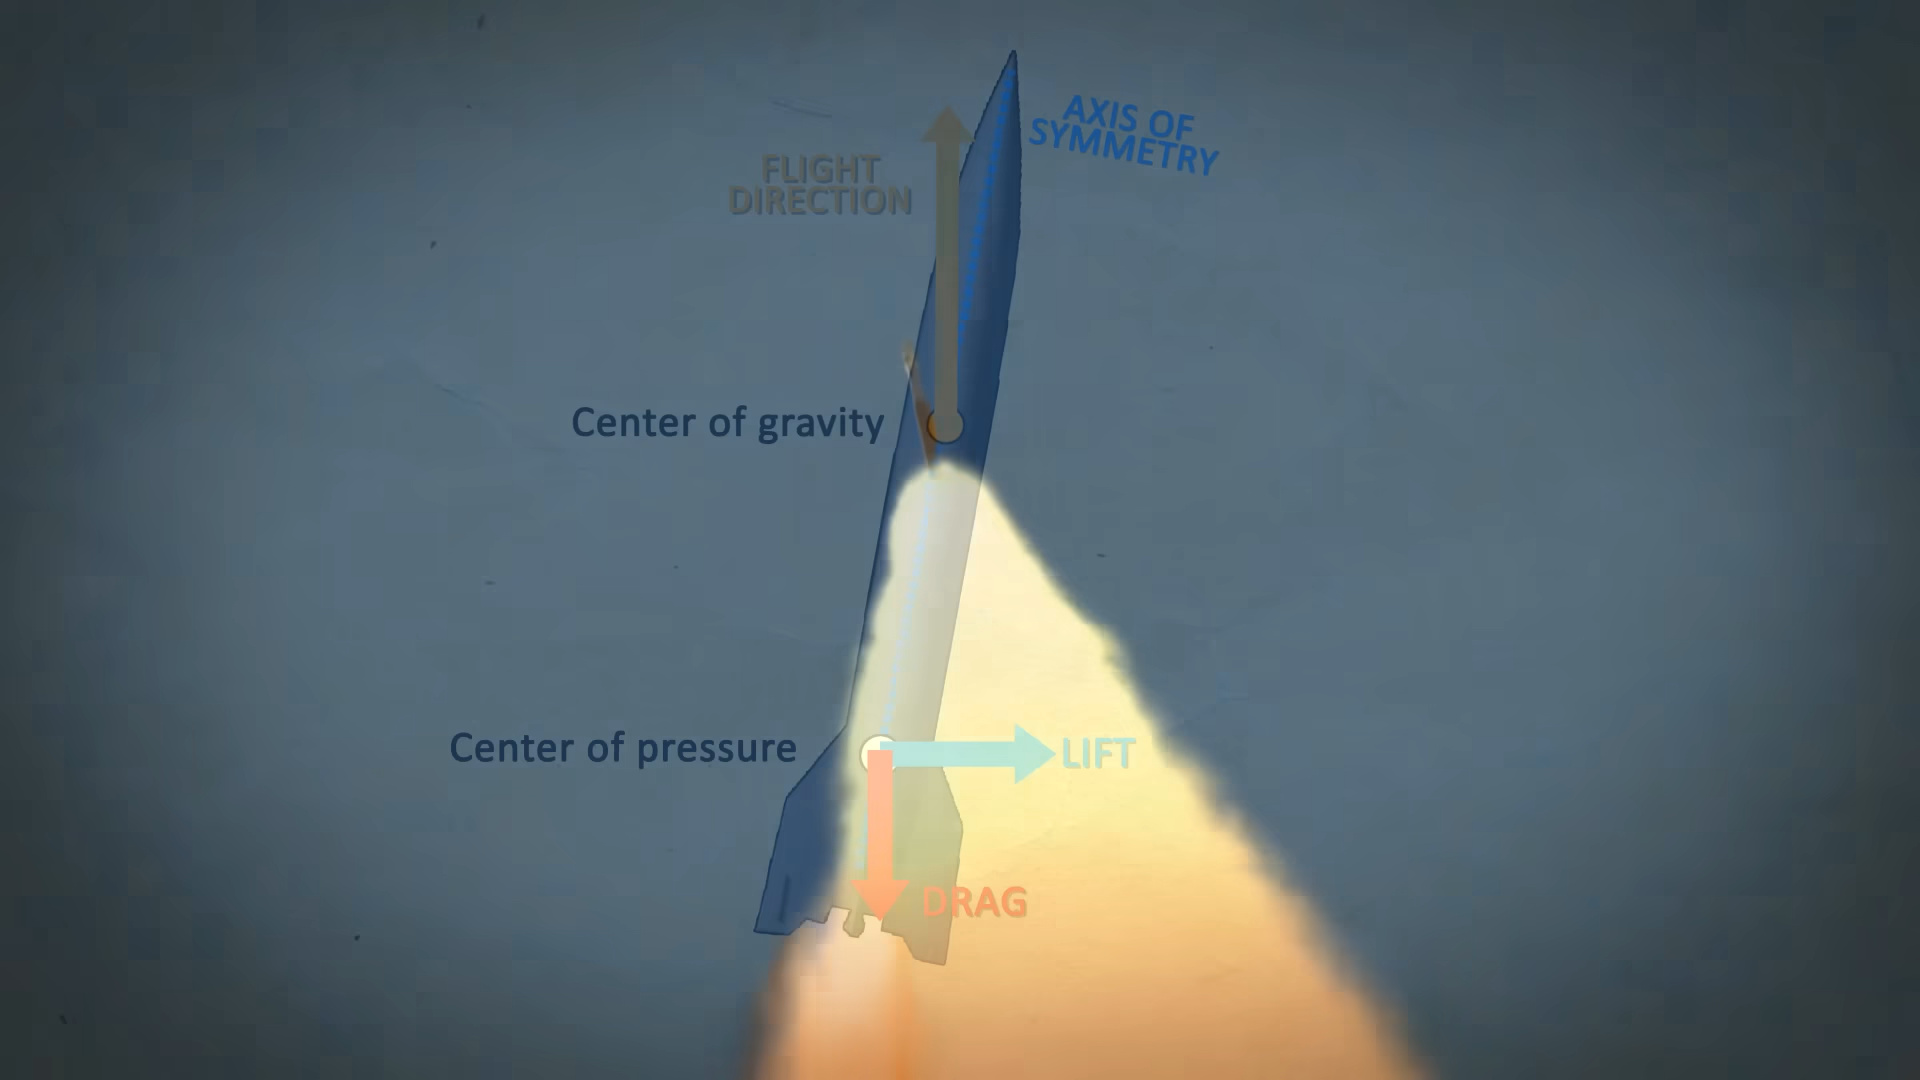 AXIS OF
SYMMETRY
FLIGHT
DIRECTION
Center of gravity
Center of pressure
LIFT
DRAG